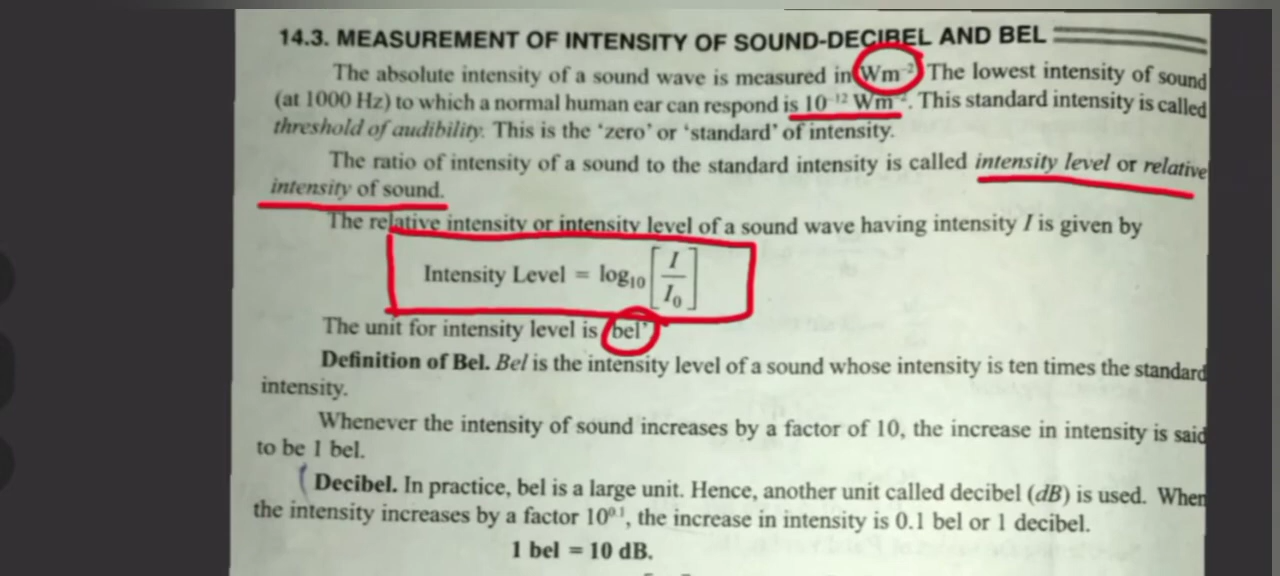 14.3. MEASUREMENT OF INTENSITY OF SOUND-DECIBEL AND BEL
The absolute intensity of a sound wave is measured in Wm⁻². The lowest intensity of sound
(at 1000 Hz) to which a normal human ear can respond is 10⁻¹² Wm⁻². This standard intensity is called
threshold of audibility. This is the 'zero' or 'standard' of intensity.
The ratio of intensity of a sound to the standard intensity is called intensity level or relative
intensity of sound.
The relative intensity or intensity level of a sound wave having intensity I is given by
Intensity Level = log₁₀ [I/I₀]
The unit for intensity level is 'bel'
Definition of Bel. Bel is the intensity level of a sound whose intensity is ten times the standard
intensity.
Whenever the intensity of sound increases by a factor of 10, the increase in intensity is said
to be 1 bel.
Decibel. In practice, bel is a large unit. Hence, another unit called decibel (dB) is used. When
the intensity increases by a factor 10⁰·¹, the increase in intensity is 0.1 bel or 1 decibel.
1 bel = 10 dB.